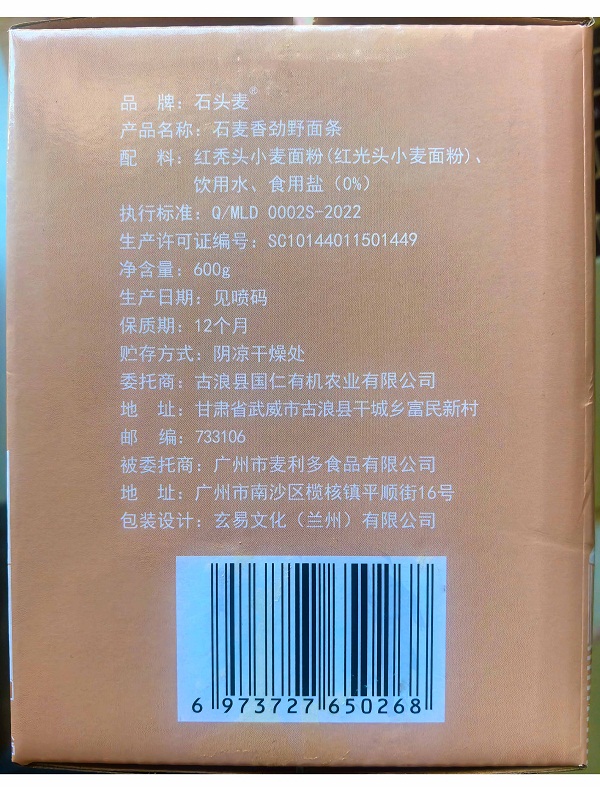 品 牌：石头麦®
产品名称：石麦香劲野面条
配 料：红秃头小麦面粉(红光头小麦面粉)、
饮用水、食用盐（0%）
执行标准：Q/MLD 0002S-2022
生产许可证编号：SC10144011501449
净含量：600g
生产日期：见喷码
保质期：12个月
贮存方式：阴凉干燥处
委托商：古浪县国仁有机农业有限公司
地 址：甘肃省武威市古浪县干城乡富民新村
邮 编：733106
被委托商：广州市麦利多食品有限公司
地 址：广州市南沙区榄核镇平顺街16号
包装设计：玄易文化（兰州）有限公司
6 973727 650268